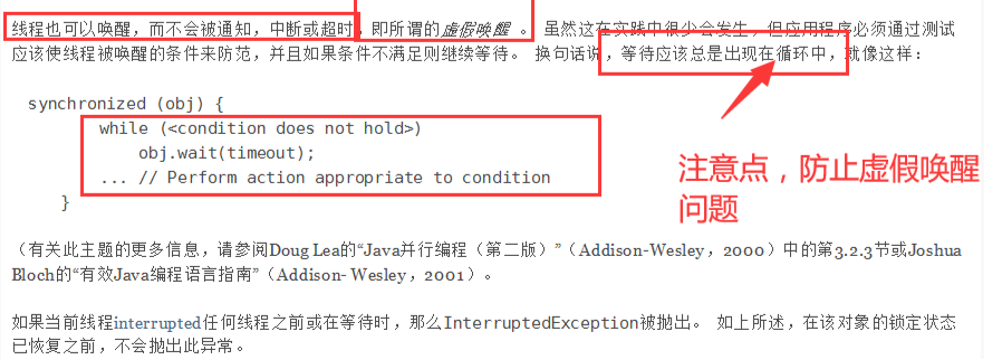 线程也可以唤醒，而不会被通知，中断或超时，即所谓的虚假唤醒 。 虽然这在实践中很少会发生，但应用程序必须通过测试
应该使线程被唤醒的条件来防范，并且如果条件不满足则继续等待。 换句话说，等待应该总是出现在循环中，就像这样：
synchronized (obj) {
while (<condition does not hold>)
obj.wait(timeout);
... // Perform action appropriate to condition
}
注意点，防止虚假唤醒
问题
（有关此主题的更多信息，请参阅Doug Lea的“Java并行编程（第二版）”（Addison-Wesley，2000）中的第3.2.3节或Joshua
Bloch的“有效Java编程语言指南”（Addison- Wesley，2001）。
如果当前线程interrupted任何线程之前或在等待时，那么InterruptedException被抛出。 如上所述，在该对象的锁定状态
已恢复之前，不会抛出此异常。